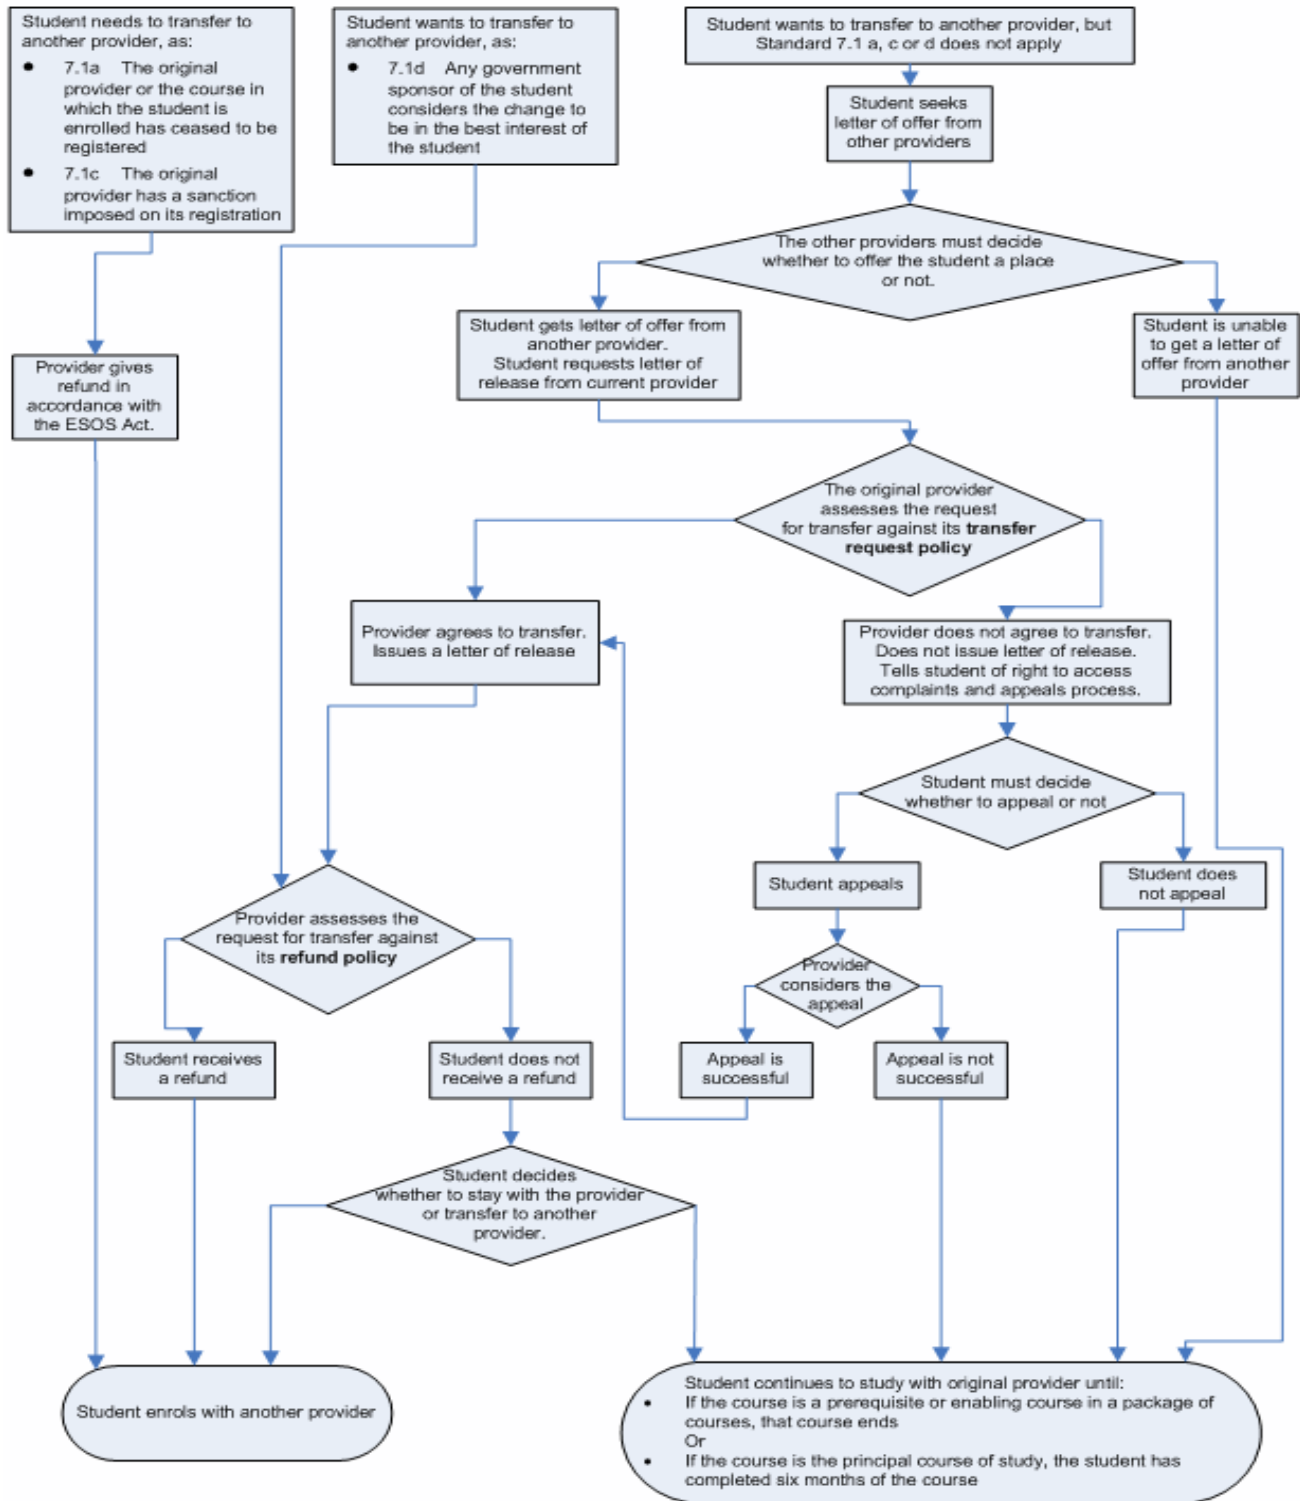 Student needs to transfer to
another provider, as:
• 7.1a The original
provider or the course in
which the student is
enrolled has ceased to be
registered
• 7.1c The original
provider has a sanction
imposed on its registration
Student wants to transfer to
another provider, as:
• 7.1d Any government
sponsor of the student
considers the change to
be in the best interest of
the student
Student wants to transfer to another provider, but
Standard 7.1 a, c or d does not apply
Student seeks
letter of offer from
other providers
The other providers must decide
whether to offer the student a place
or not.
Student gets letter of offer from
another provider.
Student requests letter of
release from current provider
Student is unable
to get a letter of
offer from another
provider
Provider gives
refund in
accordance with
the ESOS Act.
The original provider
assesses the request
for transfer against its transfer
request policy
Provider agrees to transfer.
Issues a letter of release
Provider does not agree to transfer.
Does not issue letter of release.
Tells student of right to access
complaints and appeals process.
Student must decide
whether to appeal or not
Student appeals
Student does
not appeal
Provider assesses the
request for transfer against
its refund policy
Provider
considers the
appeal
Student receives
a refund
Student does not
receive a refund
Appeal is
successful
Appeal is not
successful
Student decides
whether to stay with the provider
or transfer to another
provider.
Student enrols with another provider
Student continues to study with original provider until:
• If the course is a prerequisite or enabling course in a package of
courses, that course ends
Or
• If the course is the principal course of study, the student has
completed six months of the course